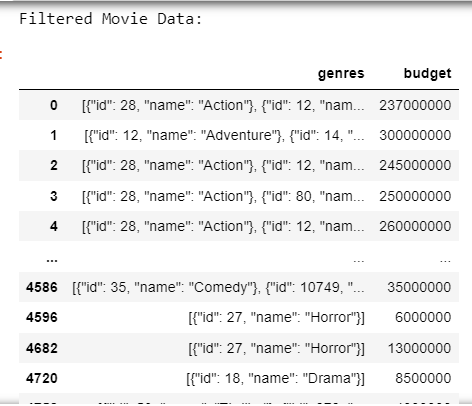 Filtered Movie Data:
:
genres budget
0 [{"id": 28, "name": "Action"}, {"id": 12, "nam... 237000000
1 [{"id": 12, "name": "Adventure"}, {"id": 14, "... 300000000
2 [{"id": 28, "name": "Action"}, {"id": 12, "nam... 245000000
3 [{"id": 28, "name": "Action"}, {"id": 80, "nam... 250000000
4 [{"id": 28, "name": "Action"}, {"id": 12, "nam... 260000000
... ... ...
4586 [{"id": 35, "name": "Comedy"}, {"id": 10749, "... 35000000
4596 [{"id": 27, "name": "Horror"}] 6000000
4682 [{"id": 27, "name": "Horror"}] 13000000
4720 [{"id": 18, "name": "Drama"}] 8500000